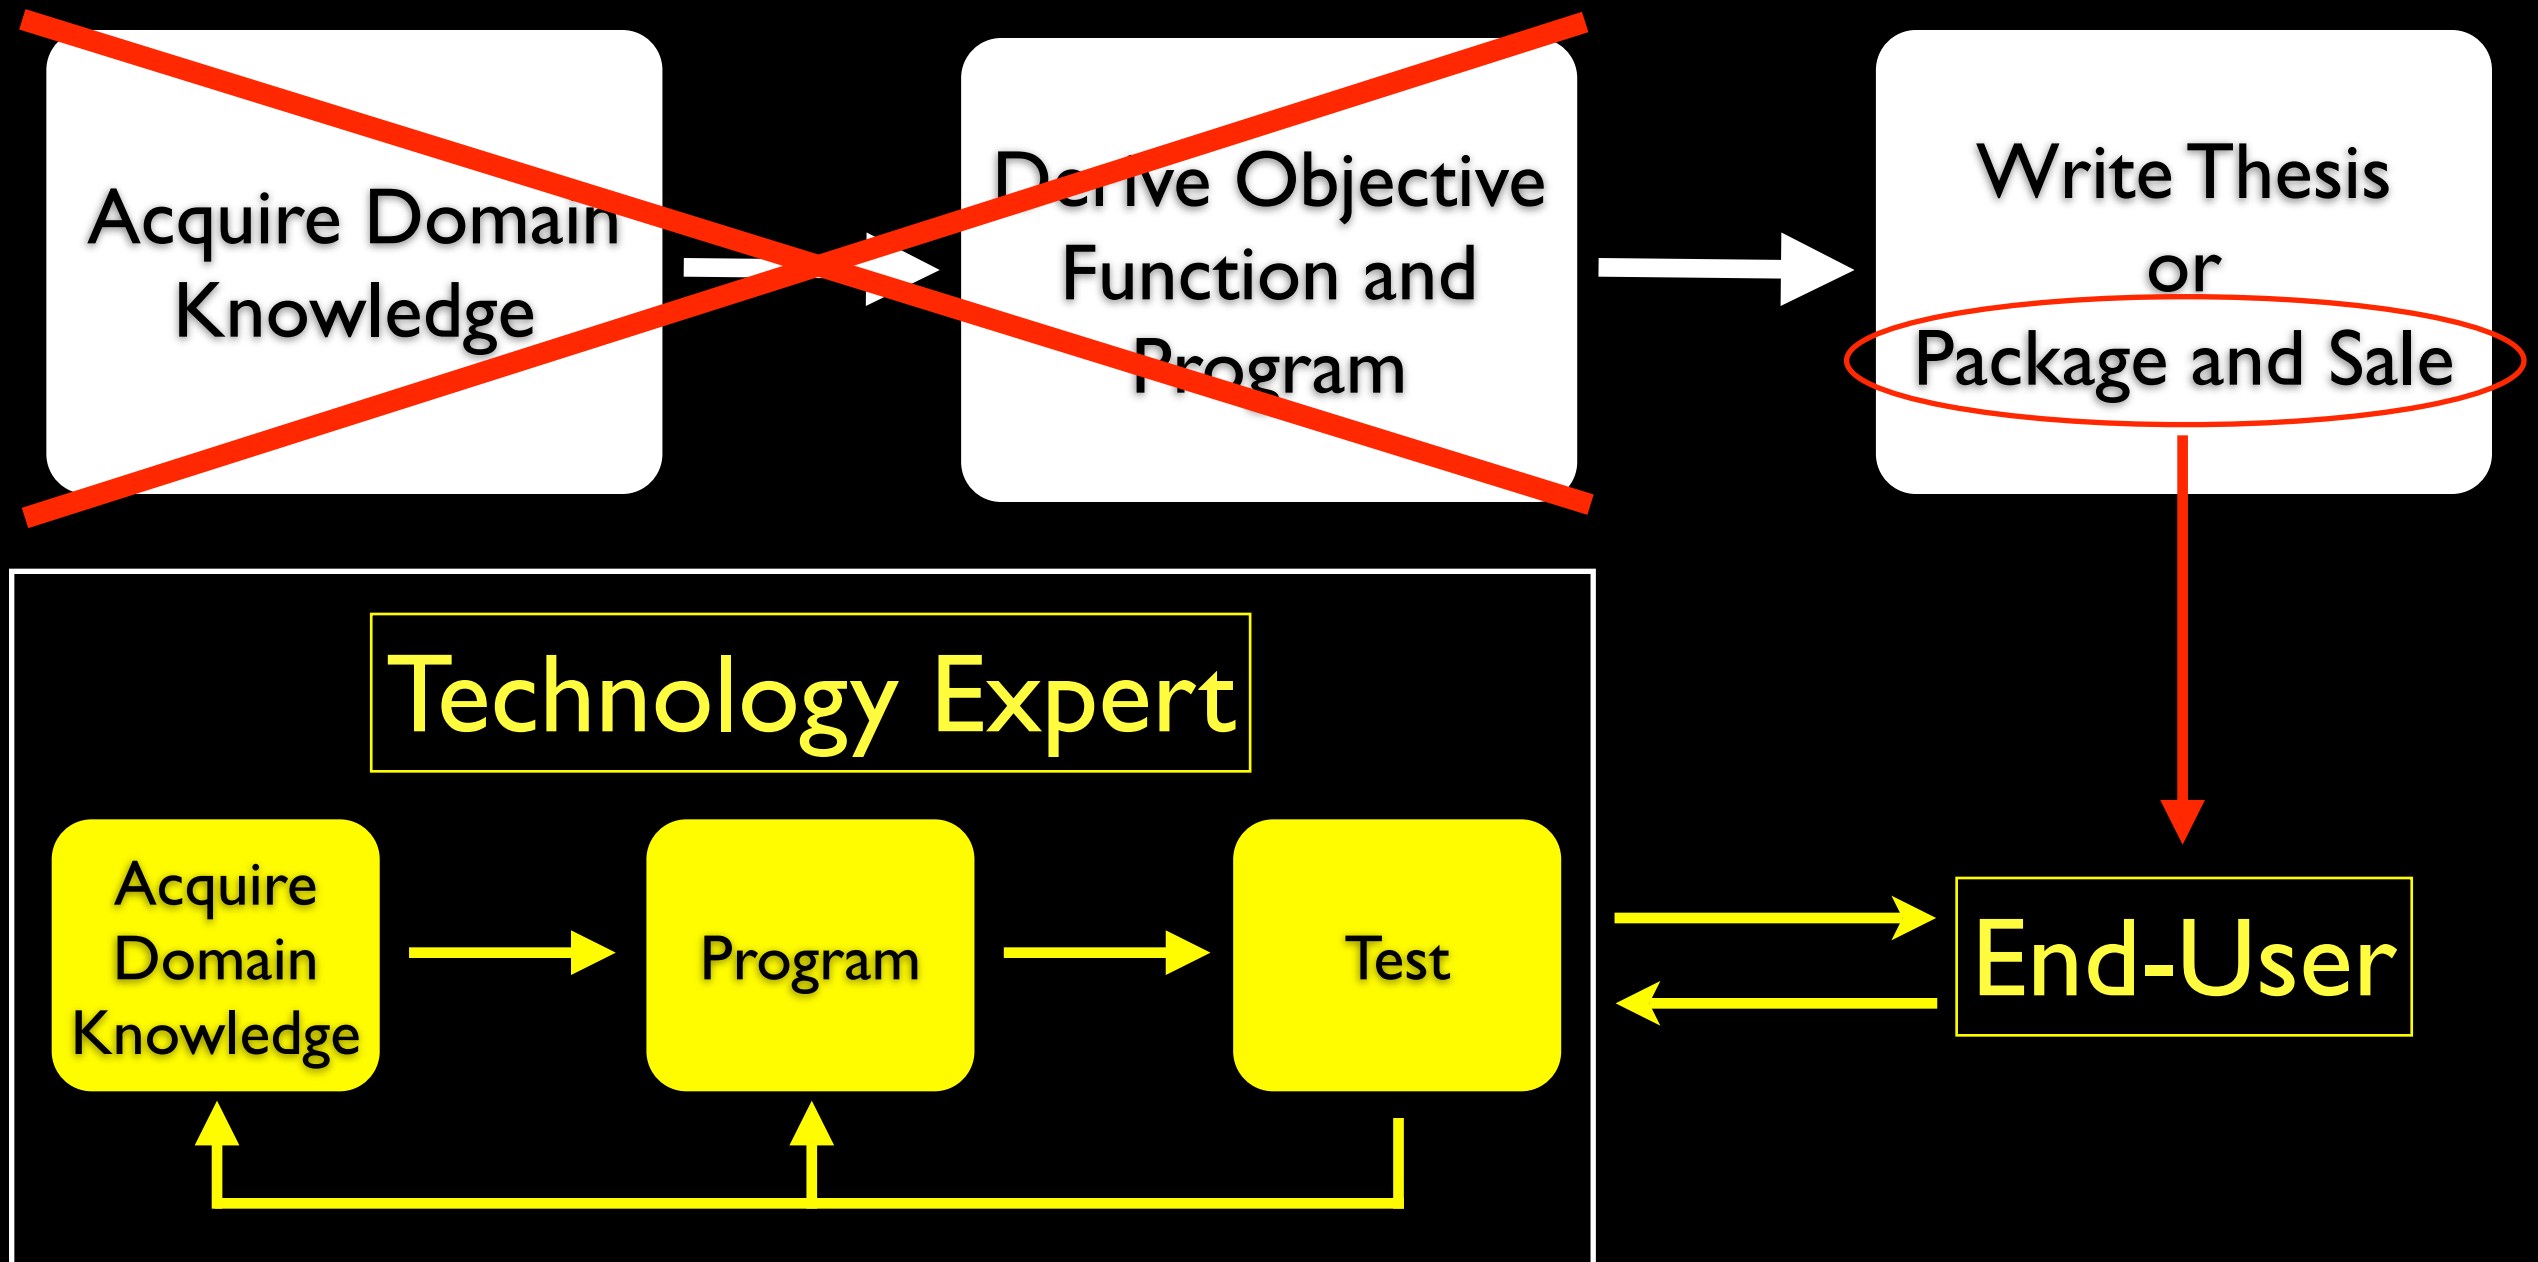 Acquire Domain
Knowledge
Derive Objective
Function and
Program
Write Thesis
or
Package and Sale
Technology Expert
Acquire
Domain
Knowledge
Program
Test
End-User